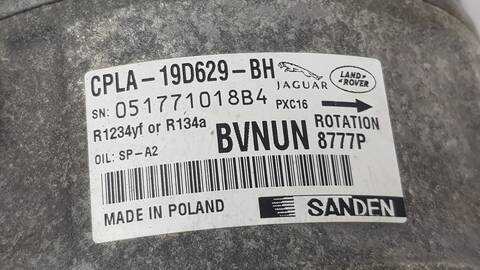 CPLA-19D629-BH
JAGUAR
LAND ROVER
SN: 051771018B4 PXC16
R1234yf or R134a
BVNUN
ROTATION
8777P
OIL: SP-A2
MADE IN POLAND
SANDEN